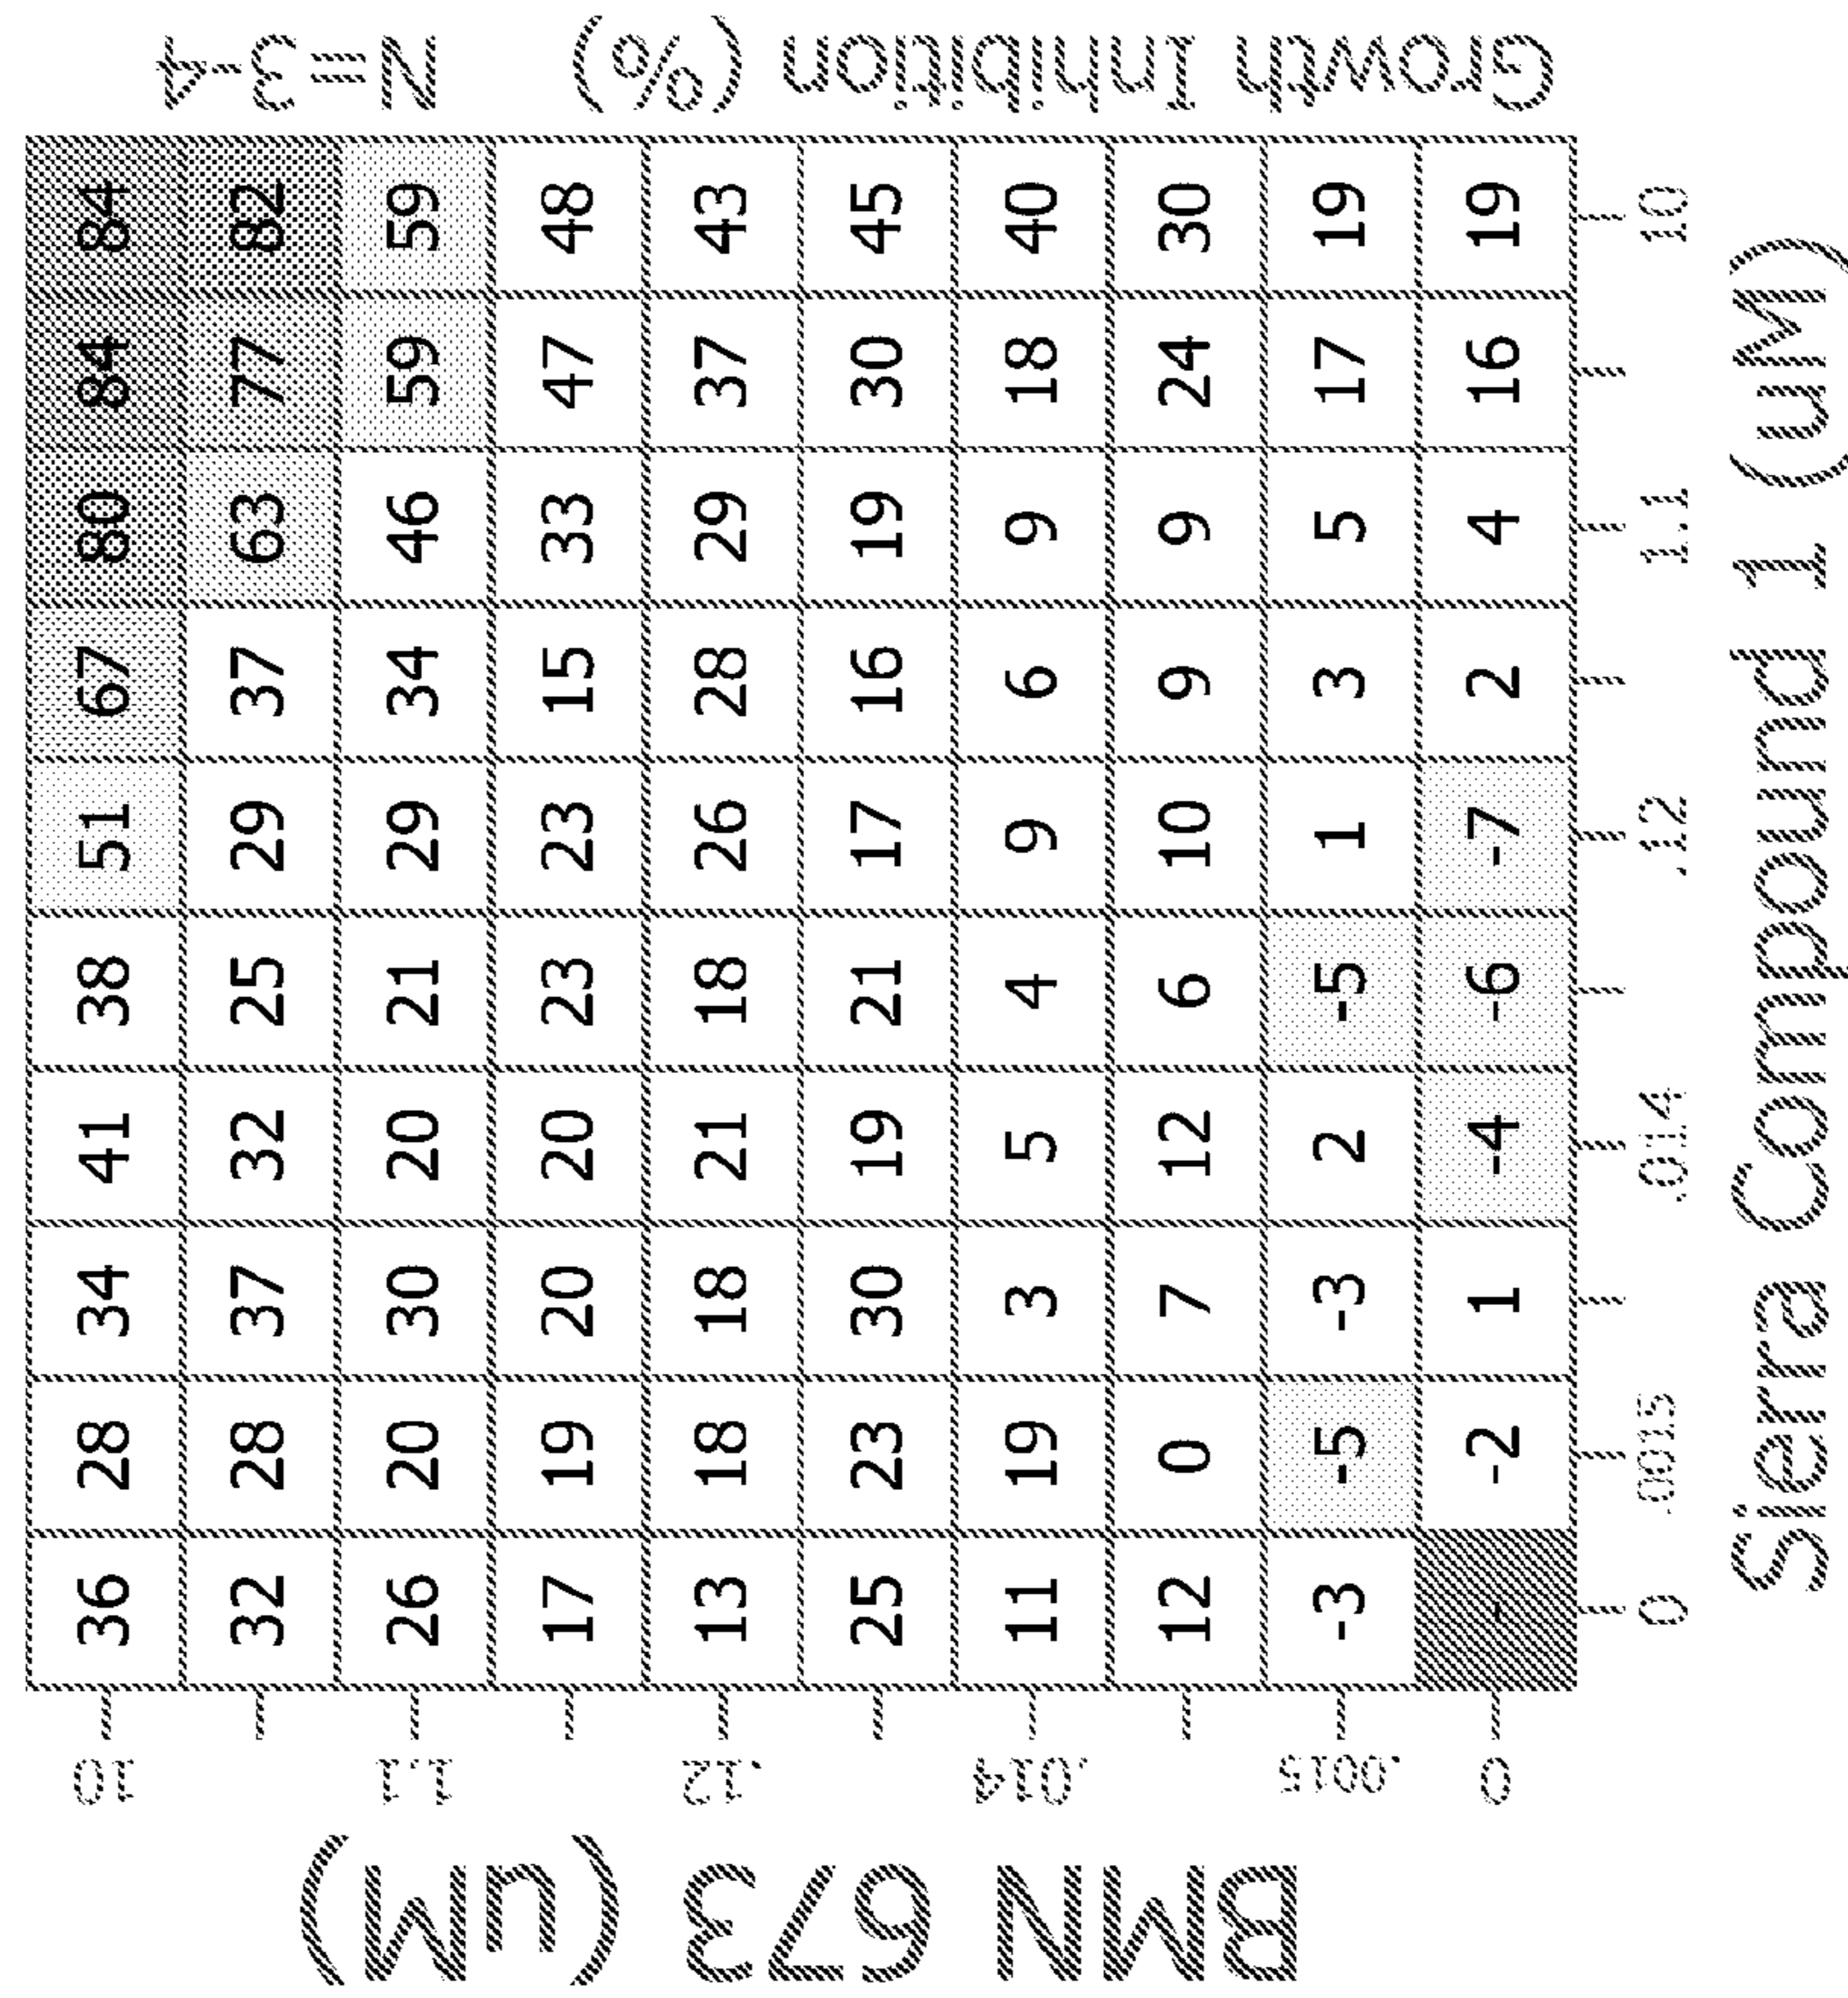 BMN 673 (uM)
10 36 28 34 41 38 51 67 80 84 84
32 28 37 32 25 29 37 63 77 82
1.1 26 20 30 20 21 29 34 46 59 59
17 19 20 20 23 23 15 33 47 48
.12 13 18 18 21 18 26 28 29 37 43
25 23 30 19 21 17 16 19 30 45
.014 11 19 3 5 4 9 6 9 18 40
12 0 7 12 6 10 9 9 24 30
.0015 -3 -5 -3 2 -5 1 3 5 17 19
0 - -2 1 -4 -6 -7 2 4 16 19
0 .0015 .014 .12 1.1 10
Sierra Compound 1 (uM)
Growth Inhibition (%) N=3-4